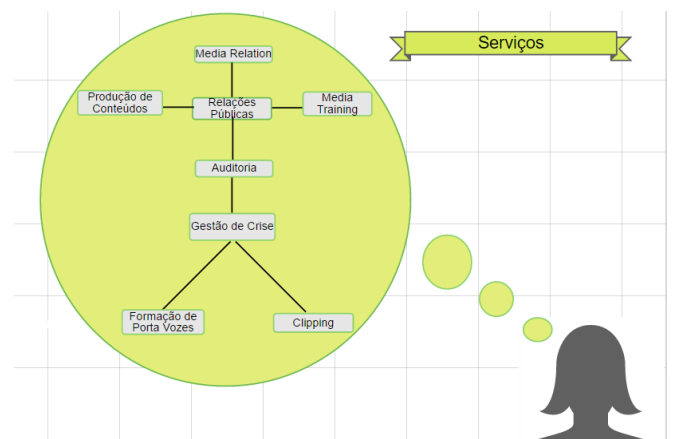 Serviços
Media Relation
Produção de
Conteúdos
Relações
Públicas
Media
Training
Auditoria
Gestão de Crise
Formação de
Porta Vozes
Clipping